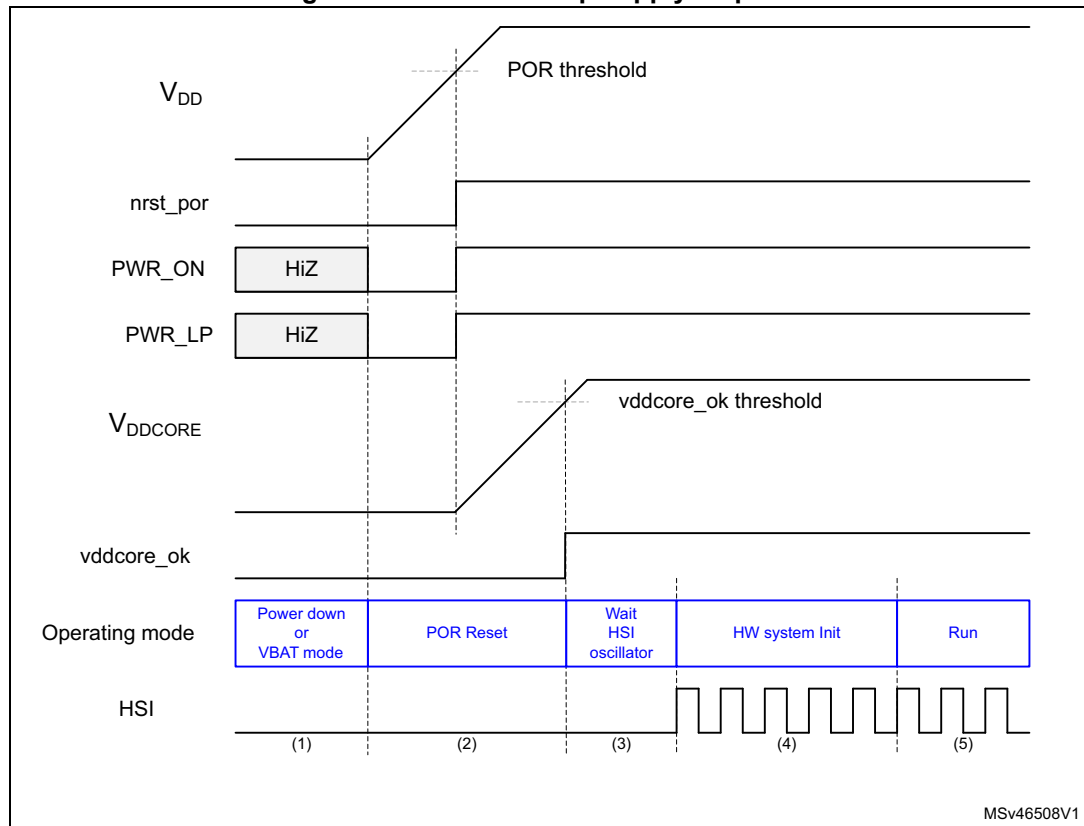 POR threshold
VDD
nrst_por
PWR_ON
HiZ
PWR_LP
HiZ
vddcore_ok threshold
VDDCORE
vddcore_ok
Operating mode
Power down
or
VBAT mode
POR Reset
Wait
HSI
oscillator
HW system Init
Run
HSI
(1)
(2)
(3)
(4)
(5)
MSv46508V1